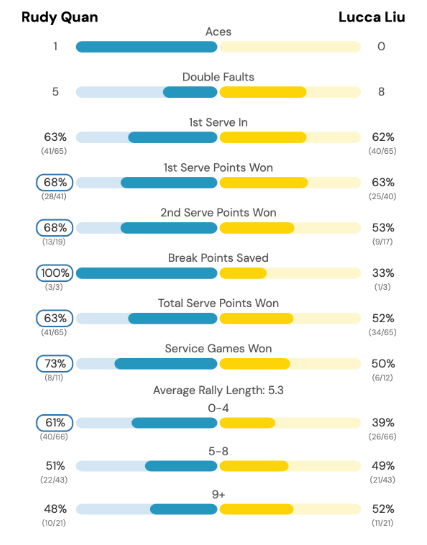 Rudy Quan Lucca Liu
Aces
1 0
Double Faults
5 8
1st Serve In
63% 62%
(41/65) (40/65)
1st Serve Points Won
68% 63%
(28/41) (25/40)
2nd Serve Points Won
68% 53%
(13/19) (9/17)
Break Points Saved
100% 33%
(3/3) (1/3)
Total Serve Points Won
63% 52%
(41/65) (34/65)
Service Games Won
73% 50%
(8/11) (6/12)
Average Rally Length: 5.3
0-4
61% 39%
(40/66) (26/66)
5-8
51% 49%
(22/43) (21/43)
9+
48% 52%
(10/21) (11/21)